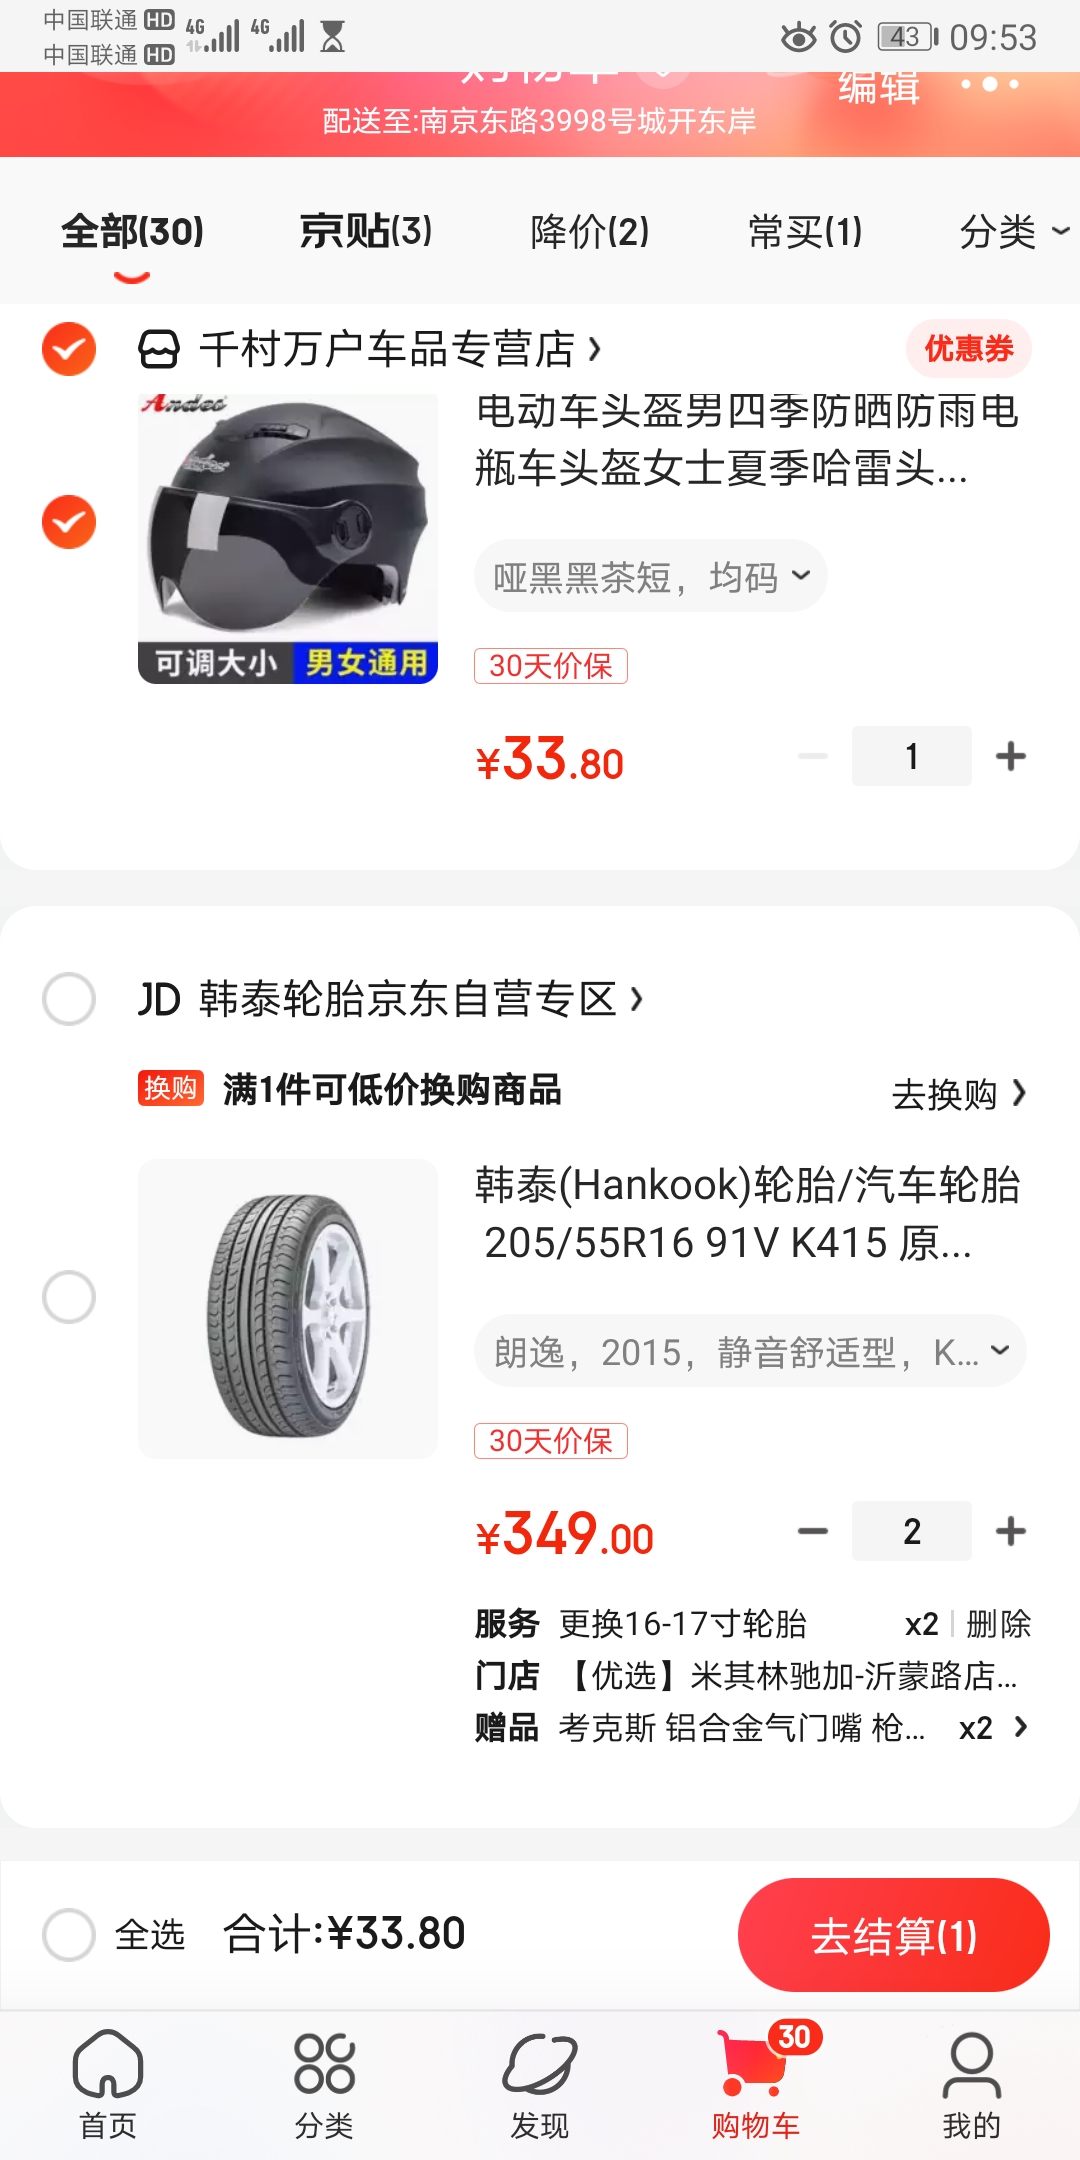 中国联通 HD 4G 4G 43 09:53
中国联通 HD
购物车 编辑
配送至:南京东路3998号城开东岸
全部(30) 京贴(3) 降价(2) 常买(1) 分类
千村万户车品专营店 优惠券
Andes
电动车头盔男四季防晒防雨电
瓶车头盔女士夏季哈雷头...
哑黑黑茶短，均码
可调大小 男女通用
30天价保
¥33.80 1
JD 韩泰轮胎京东自营专区
换购 满1件可低价换购商品 去换购
韩泰(Hankook)轮胎/汽车轮胎
205/55R16 91V K415 原...
朗逸，2015，静音舒适型，K...
30天价保
¥349.00 2
服务 更换16-17寸轮胎 x2 删除
门店 【优选】米其林驰加-沂蒙路店...
赠品 考克斯 铝合金气门嘴 枪... x2
全选 合计:¥33.80 去结算(1)
30
首页 分类 发现 购物车 我的